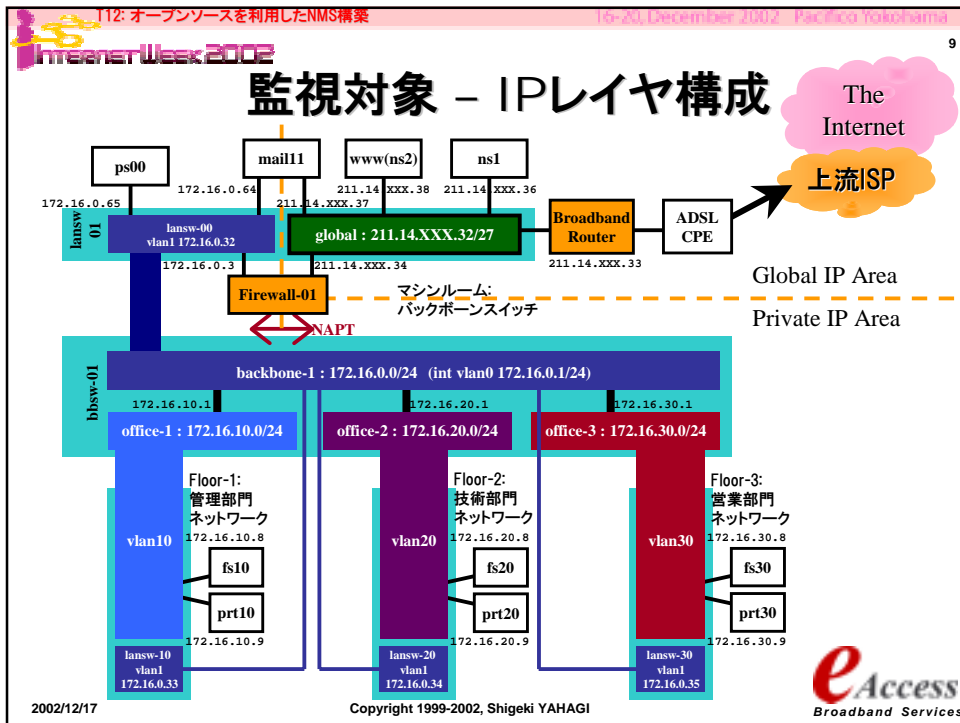 T12: オープンソースを利用したNMS構築
16-20, December 2002 Pacifico Yokohama
9
InternetWeek2002
監視対象 – IPレイヤ構成
The
Internet
上流ISP
ps00
mail11
www(ns2)
ns1
172.16.0.65
172.16.0.64
211.14.XXX.37
211.14.XXX.38
211.14.XXX.36
lansw
01
lansw-00
vlan1 172.16.0.32
global : 211.14.XXX.32/27
Broadband
Router
ADSL
CPE
172.16.0.3
211.14.XXX.34
211.14.XXX.33
Firewall-01
マシンルーム:
バックボーンスイッチ
Global IP Area
Private IP Area
NAPT
bbsw-01
backbone-1 : 172.16.0.0/24 (int vlan0 172.16.0.1/24)
172.16.10.1
172.16.20.1
172.16.30.1
office-1 : 172.16.10.0/24
office-2 : 172.16.20.0/24
office-3 : 172.16.30.0/24
Floor-1:
管理部門
ネットワーク
Floor-2:
技術部門
ネットワーク
Floor-3:
営業部門
ネットワーク
vlan10
172.16.10.8
vlan20
172.16.20.8
vlan30
172.16.30.8
fs10
fs20
fs30
prt10
prt20
prt30
172.16.10.9
172.16.20.9
172.16.30.9
lansw-10
vlan1
172.16.0.33
lansw-20
vlan1
172.16.0.34
lansw-30
vlan1
172.16.0.35
eAccess
Broadband Services
2002/12/17
Copyright 1999-2002, Shigeki YAHAGI